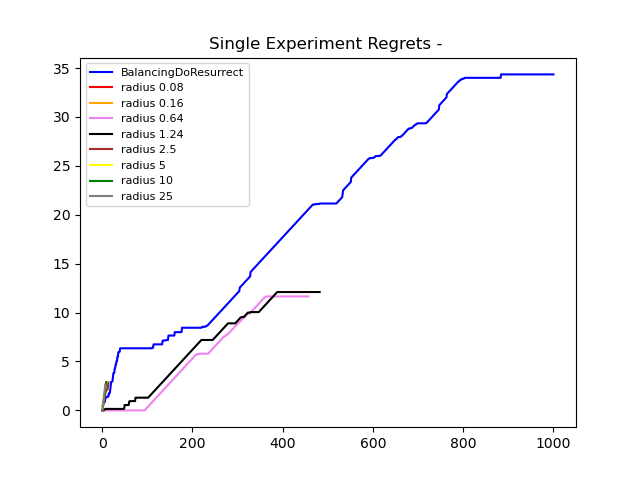 Single Experiment Regrets -
35
30
25
20
15
10
5
0
BalancingDoResurrect
radius 0.08
radius 0.16
radius 0.64
radius 1.24
radius 2.5
radius 5
radius 10
radius 25
0 200 400 600 800 1000